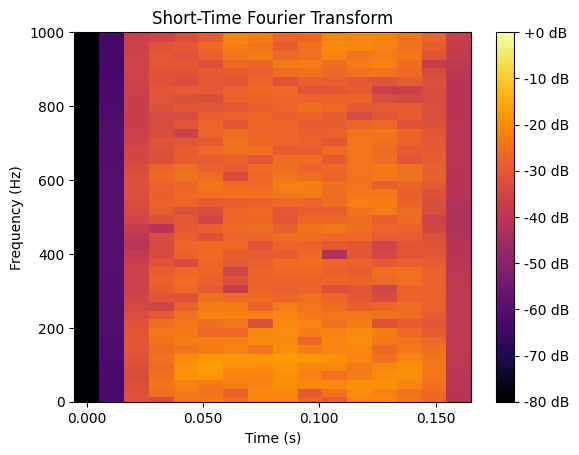 Short-Time Fourier Transform
1000
800
600
400
200
0
Frequency (Hz)
0.000
0.050
0.100
0.150
Time (s)
+0 dB
-10 dB
-20 dB
-30 dB
-40 dB
-50 dB
-60 dB
-70 dB
-80 dB